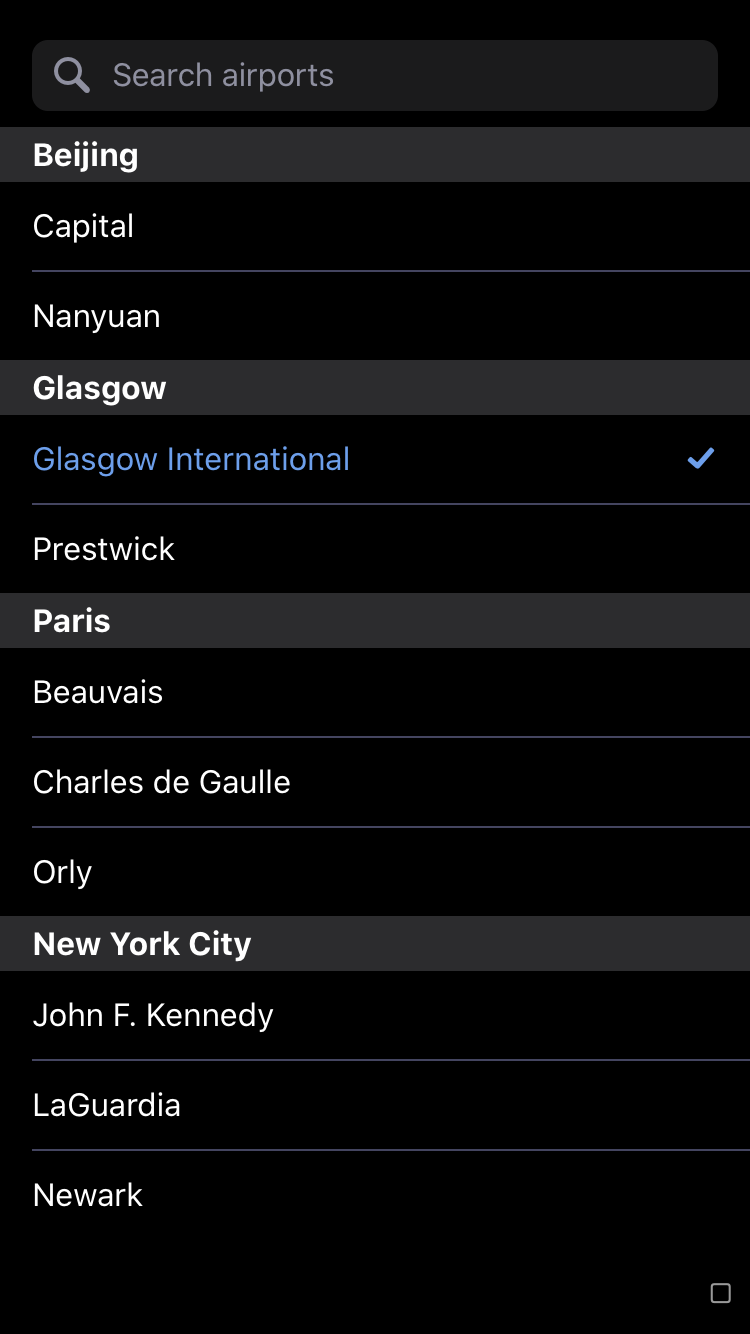 Search airports
Beijing
Capital
Nanyuan
Glasgow
Glasgow International
Prestwick
Paris
Beauvais
Charles de Gaulle
Orly
New York City
John F. Kennedy
LaGuardia
Newark